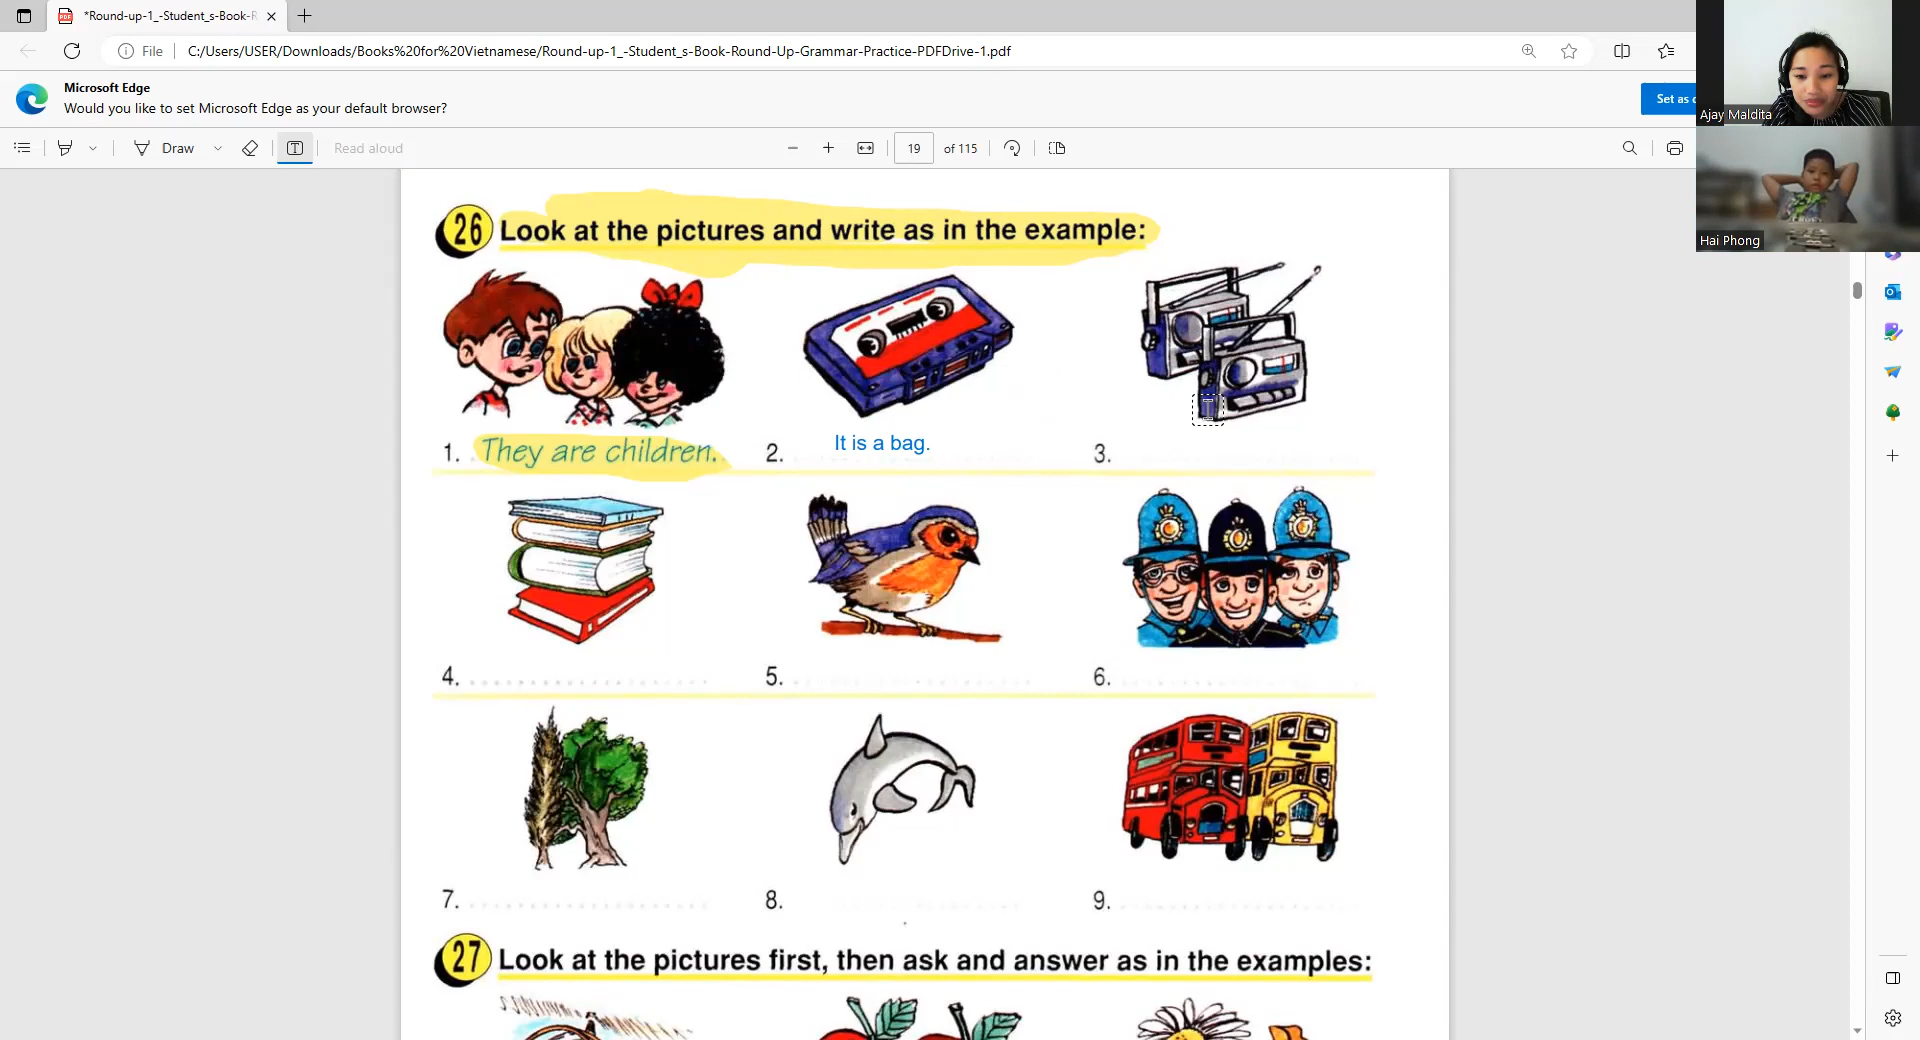 *Round-up-1_-Student_s-Book-R
File
C:/Users/USER/Downloads/Books%20for%20Vietnamese/Round-up-1_-Student_s-Book-Round-Up-Grammar-Practice-PDFDrive-1.pdf
Microsoft Edge
Would you like to set Microsoft Edge as your default browser?
Set as
Draw
Read aloud
19 of 115
Ajay Maldita
Hai Phong
26 Look at the pictures and write as in the example:
1. They are children. 2. It is a bag. 3.
4. 5. 6.
7. 8. 9.
27 Look at the pictures first, then ask and answer as in the examples: